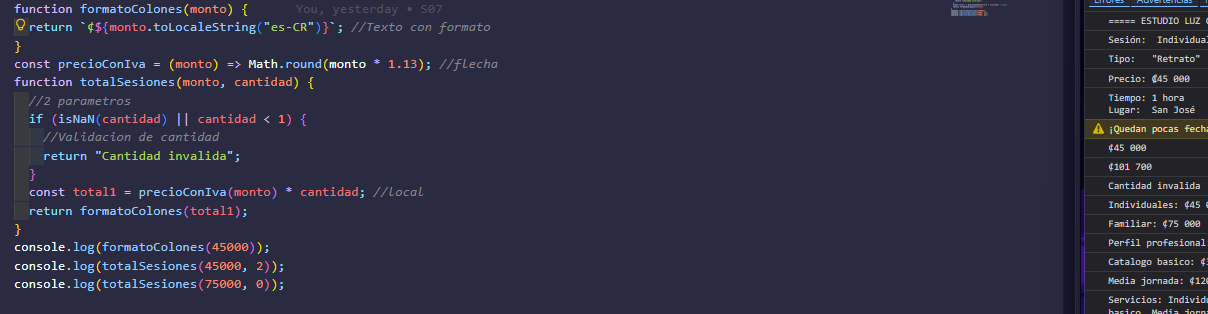 function formatoColones(monto) { You, yesterday • S07
return `₡${monto.toLocaleString("es-CR")}`; //Texto con formato
}
const precioConIva = (monto) => Math.round(monto * 1.13); //flecha
function totalSesiones(monto, cantidad) {
//2 parametros
if (isNaN(cantidad) || cantidad < 1) {
//Validacion de cantidad
return "Cantidad invalida";
}
const total1 = precioConIva(monto) * cantidad; //local
return formatoColones(total1);
}
console.log(formatoColones(45000));
console.log(totalSesiones(45000, 2));
console.log(totalSesiones(75000, 0));
Errores Advertencias
===== ESTUDIO LUZ
Sesión: Individual
Tipo: "Retrato"
Precio: ₡45 000
Tiempo: 1 hora
Lugar: San José
¡Quedan pocas fecha
₡45 000
₡101 700
Cantidad invalida
Individuales: ₡45
Familiar: ₡75 000
Perfil profesional
Catalogo basico:
Media jornada: ₡120
Servicios: Individu
basico, Media jorna